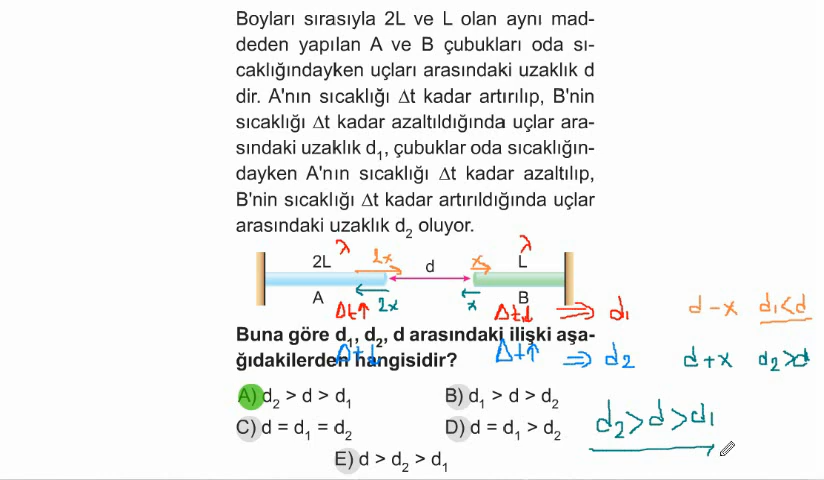 Boyları sırasıyla 2L ve L olan aynı mad-
deden yapılan A ve B çubukları oda sı-
caklığındayken uçları arasındaki uzaklık d
dir. A'nın sıcaklığı Δt kadar artırılıp, B'nin
sıcaklığı Δt kadar azaltıldığında uçlar ara-
sındaki uzaklık d₁, çubuklar oda sıcaklığın-
dayken A'nın sıcaklığı Δt kadar azaltılıp,
B'nin sıcaklığı Δt kadar artırıldığında uçlar
arasındaki uzaklık d₂ oluyor.
2L λ 2x d x L λ
A Δt↑ 2x x Δt↓ B ⇒ d₁ d-x d₁<d
Buna göre d₁, d₂, d arasındaki ilişki aşa-
ğıdakilerden hangisidir?
Δt↓ Δt↑ ⇒ d₂ d+x d₂>d
A) d₂ > d > d₁ B) d₁ > d > d₂
C) d = d₁ = d₂ D) d = d₁ > d₂
E) d > d₂ > d₁
d₂>d>d₁